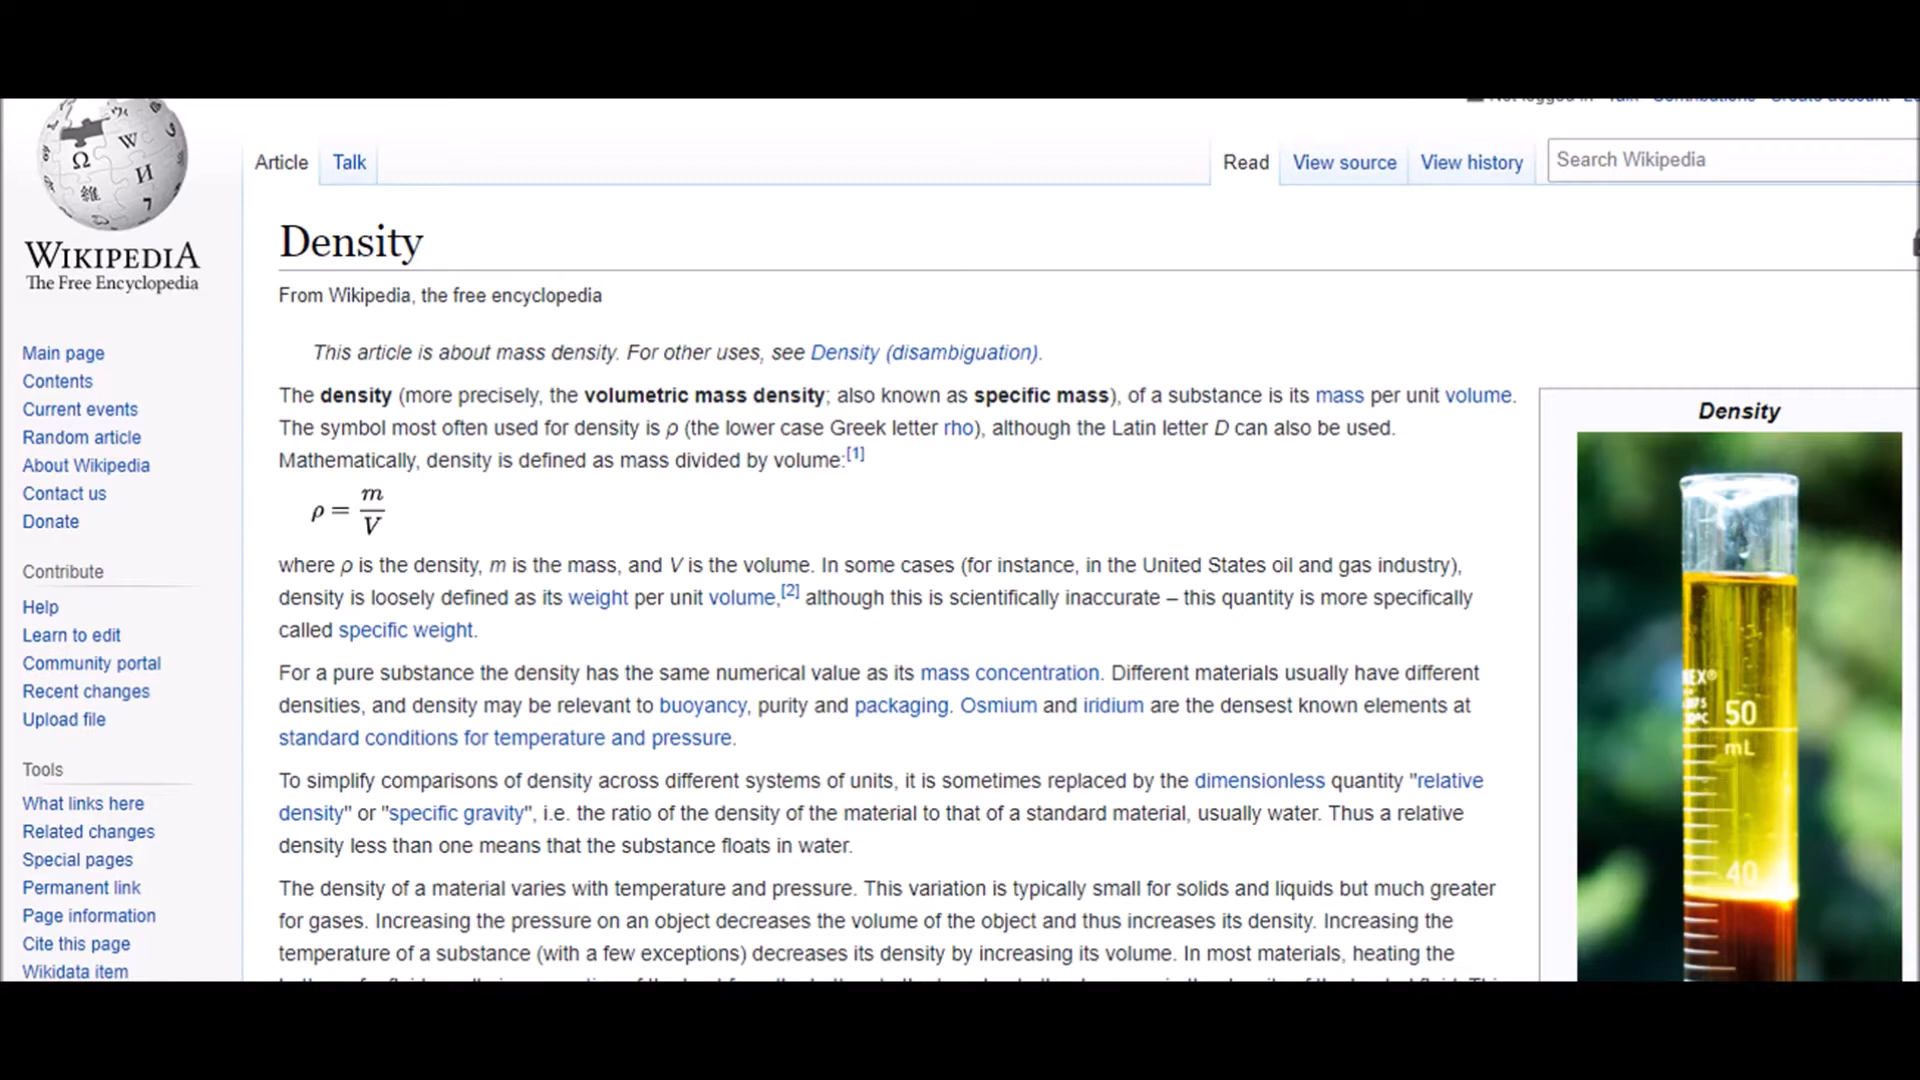 Not logged in Talk Contributions Create account
WIKIPEDIA
The Free Encyclopedia
Article Talk Read View source View history Search Wikipedia
Density
From Wikipedia, the free encyclopedia
This article is about mass density. For other uses, see Density (disambiguation).
The density (more precisely, the volumetric mass density; also known as specific mass), of a substance is its mass per unit volume.
The symbol most often used for density is ρ (the lower case Greek letter rho), although the Latin letter D can also be used.
Mathematically, density is defined as mass divided by volume:[1]
ρ = m/V
where ρ is the density, m is the mass, and V is the volume. In some cases (for instance, in the United States oil and gas industry),
density is loosely defined as its weight per unit volume,[2] although this is scientifically inaccurate – this quantity is more specifically
called specific weight.
For a pure substance the density has the same numerical value as its mass concentration. Different materials usually have different
densities, and density may be relevant to buoyancy, purity and packaging. Osmium and iridium are the densest known elements at
standard conditions for temperature and pressure.
To simplify comparisons of density across different systems of units, it is sometimes replaced by the dimensionless quantity "relative
density" or "specific gravity", i.e. the ratio of the density of the material to that of a standard material, usually water. Thus a relative
density less than one means that the substance floats in water.
The density of a material varies with temperature and pressure. This variation is typically small for solids and liquids but much greater
for gases. Increasing the pressure on an object decreases the volume of the object and thus increases its density. Increasing the
temperature of a substance (with a few exceptions) decreases its density by increasing its volume. In most materials, heating the
Main page
Contents
Current events
Random article
About Wikipedia
Contact us
Donate
Contribute
Help
Learn to edit
Community portal
Recent changes
Upload file
Tools
What links here
Related changes
Special pages
Permanent link
Page information
Cite this page
Wikidata item
Density
50
mL
40